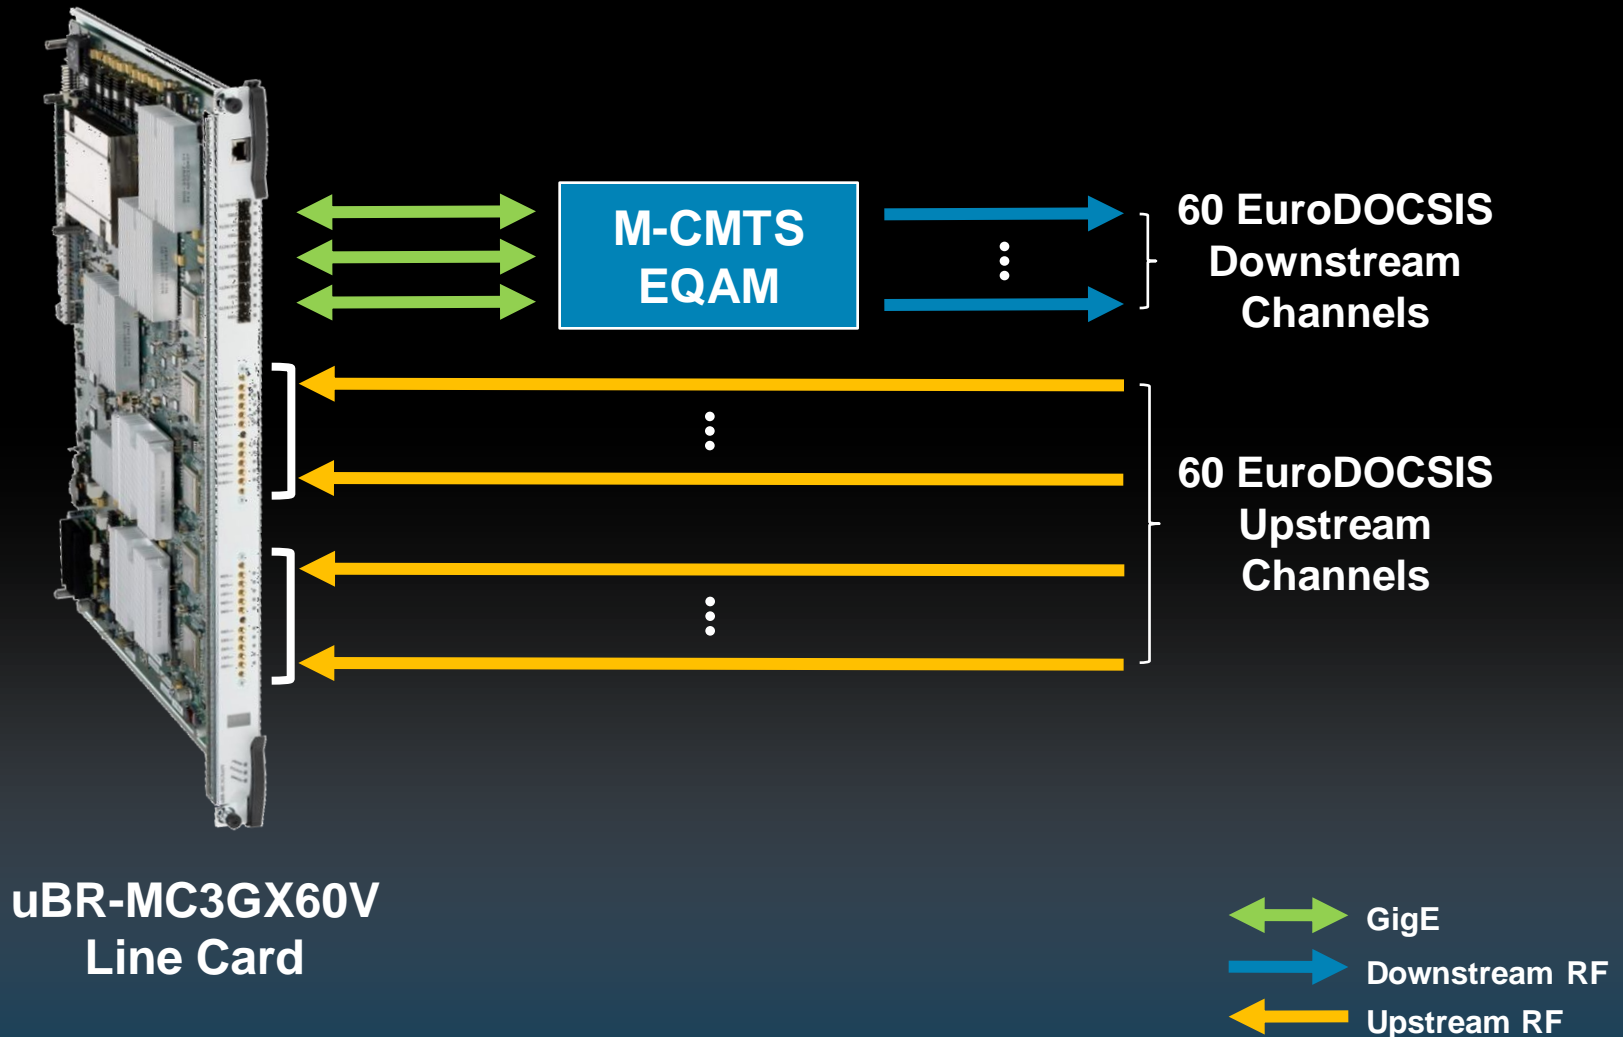 M-CMTS
EQAM
60 EuroDOCSIS
Downstream
Channels
60 EuroDOCSIS
Upstream
Channels
uBR-MC3GX60V
Line Card
GigE
Downstream RF
Upstream RF